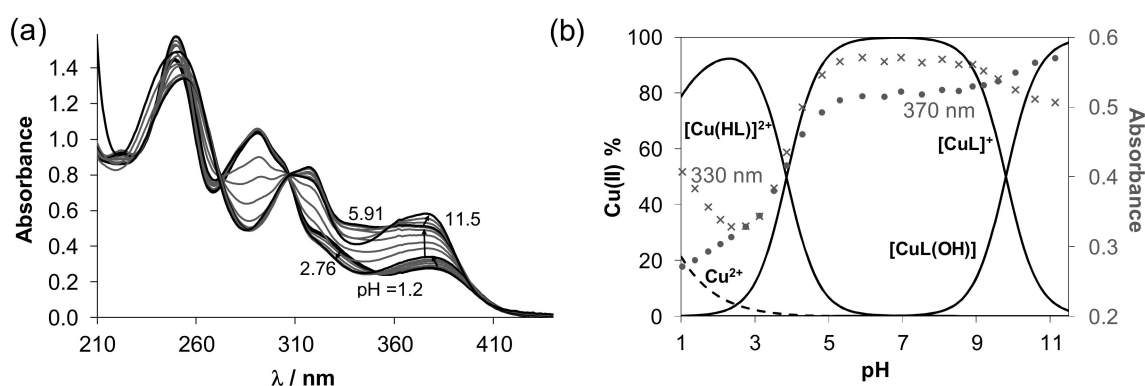 (a)
Absorbance
1.4
1.2
1.0
0.8
0.6
0.4
0.2
0.0
210
260
310
360
410
λ / nm
5.91
11.5
2.76
pH =1.2
(b)
Cu(II) %
100
80
60
40
20
0
1
3
5
7
9
11
pH
0.6
0.5
0.4
0.3
0.2
Absorbance
[Cu(HL)]²⁺
330 nm
370 nm
[CuL]⁺
[CuL(OH)]
Cu²⁺